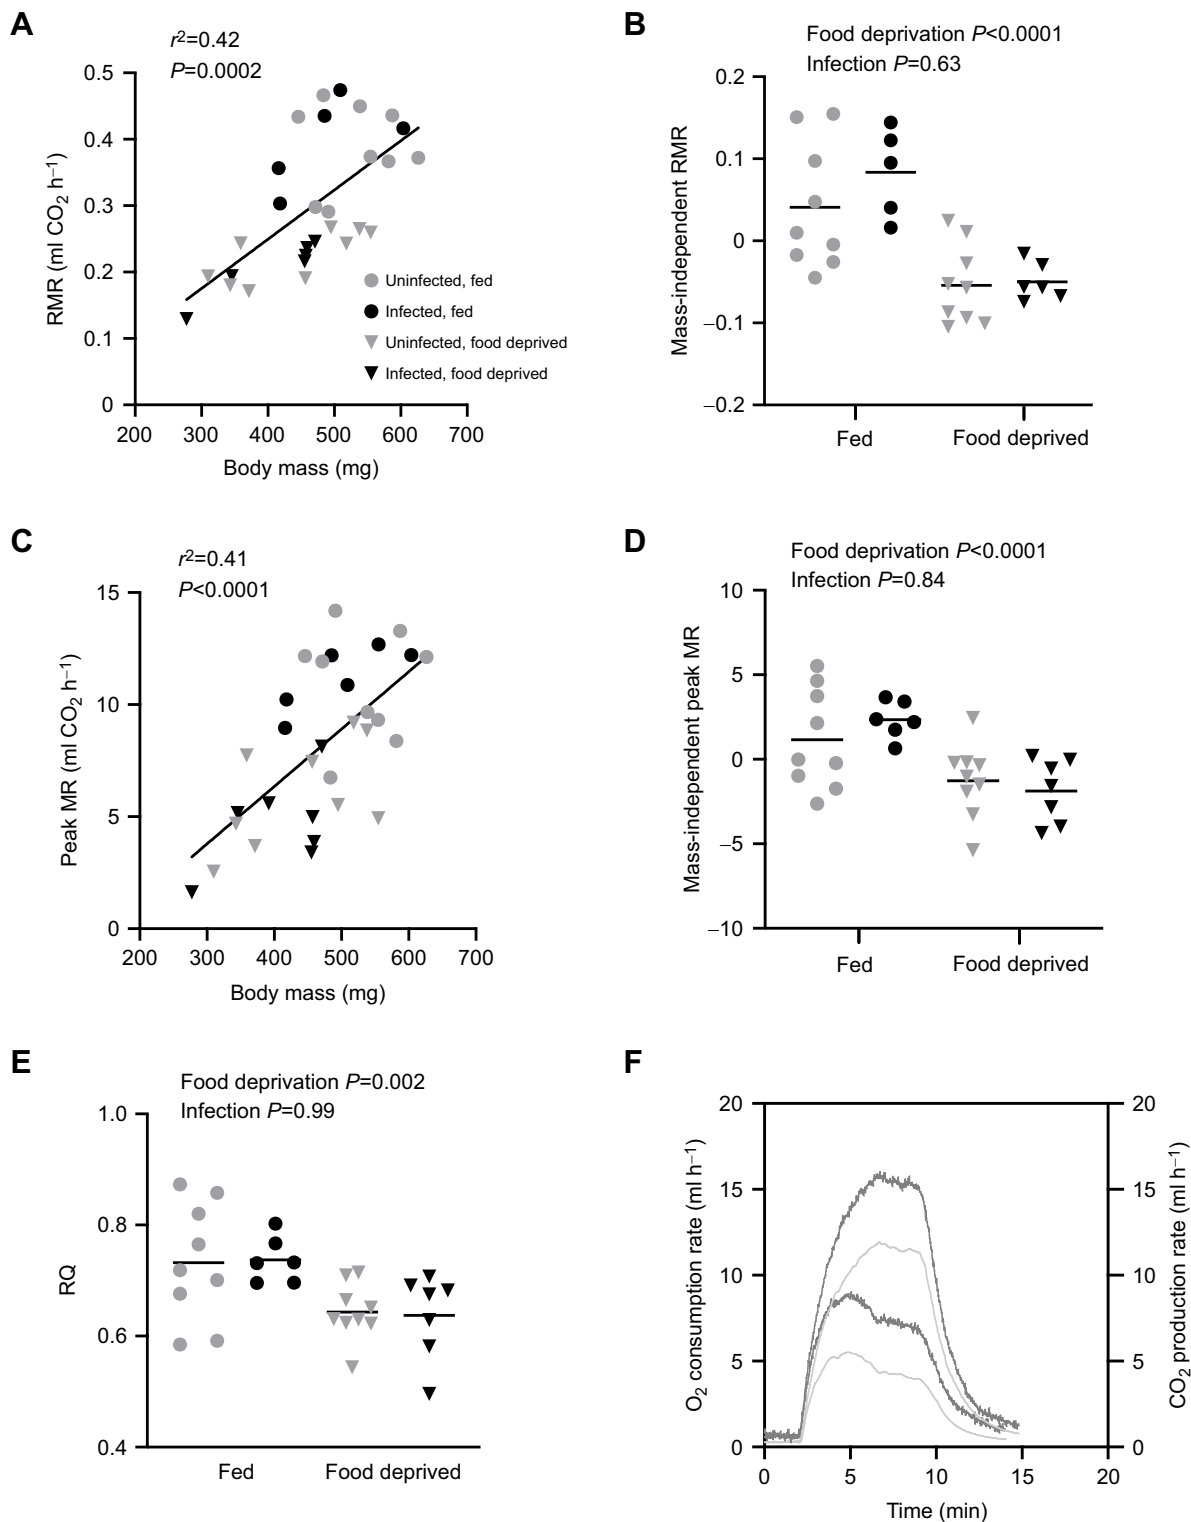 A
r²=0.42
P=0.0002
0.5
0.4
0.3
0.2
0.1
0
RMR (ml CO₂ h⁻¹)
200 300 400 500 600 700
Body mass (mg)
Uninfected, fed
Infected, fed
Uninfected, food deprived
Infected, food deprived
B
Food deprivation P<0.0001
Infection P=0.63
0.2
0.1
0
–0.1
–0.2
Mass-independent RMR
Fed Food deprived
C
r²=0.41
P<0.0001
15
10
5
0
Peak MR (ml CO₂ h⁻¹)
200 300 400 500 600 700
Body mass (mg)
D
Food deprivation P<0.0001
Infection P=0.84
10
5
0
–5
–10
Mass-independent peak MR
Fed Food deprived
E
Food deprivation P=0.002
Infection P=0.99
1.0
0.8
0.6
0.4
RQ
Fed Food deprived
F
20
15
10
5
0
O₂ consumption rate (ml h⁻¹)
20
15
10
5
0
CO₂ production rate (ml h⁻¹)
0 5 10 15 20
Time (min)